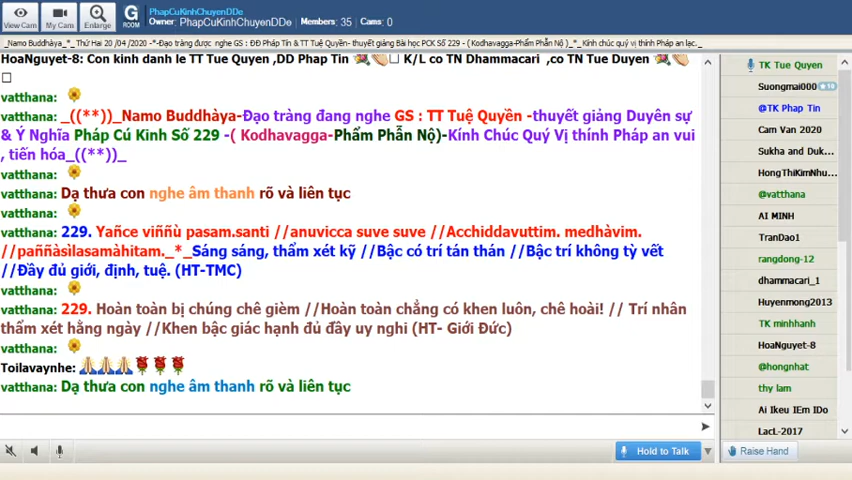 View Cam
My Cam
Enlarge
G
ROOM
PhapCuKinhChuyenDDe
Owner: PhapCuKinhChuyenDDe Members: 35 Cams: 0
_Namo Buddhàya_*_ Thứ Hai 20 /04 /2020 -*-Đạo tràng được nghe GS : ĐĐ Pháp Tín & TT Tuệ Quyền- thuyết giảng Bài học PCK Số 229 - ( Kodhavagga-Phẩm Phẫn Nộ )_*_ Kính chúc quý vị thính Pháp an lạc._
HoaNguyet-8: Con kinh danh le TT Tue Quyen ,DD Phap Tin K/L co TN Dhammacari ,co TN Tue Duyen
vatthana:
vatthana: _((**))_Namo Buddhàya-Đạo tràng đang nghe GS : TT Tuệ Quyền -thuyết giảng Duyên sự
& Ý Nghĩa Pháp Cú Kinh Số 229 -( Kodhavagga-Phẩm Phẫn Nộ)-Kính Chúc Quý Vị thính Pháp an vui
, tiến hóa_((**))_
vatthana:
vatthana: Dạ thưa con nghe âm thanh rõ và liên tục
vatthana:
vatthana: 229. Yañce viññù pasam.santi //anuvicca suve suve //Acchiddavuttim. medhàvim.
//paññàsìlasamàhitam._*_Sáng sáng, thẩm xét kỹ //Bậc có trí tán thán //Bậc trí không tỳ vết
//Đầy đủ giới, định, tuệ. (HT-TMC)
vatthana:
vatthana: 229. Hoàn toàn bị chúng chê gièm //Hoàn toàn chẳng có khen luôn, chê hoài! // Trí nhân
thẩm xét hằng ngày //Khen bậc giác hạnh đủ đầy uy nghi (HT- Giới Đức)
vatthana:
Toilavaynhe:
vatthana: Dạ thưa con nghe âm thanh rõ và liên tục
Hold to Talk
TK Tue Quyen
Suongmai000 10
@TK Phap Tin
Cam Van 2020
Sukha and Duk...
HongThiKimNhu...
@vatthana
AI MINH
TranDao1
rangdong-12
dhammacari_1
Huyenmong2013
TK minhhanh
HoaNguyet-8
@hongnhat
thy lam
Ai Ikeu IEm IDo
LacL-2017
Raise Hand